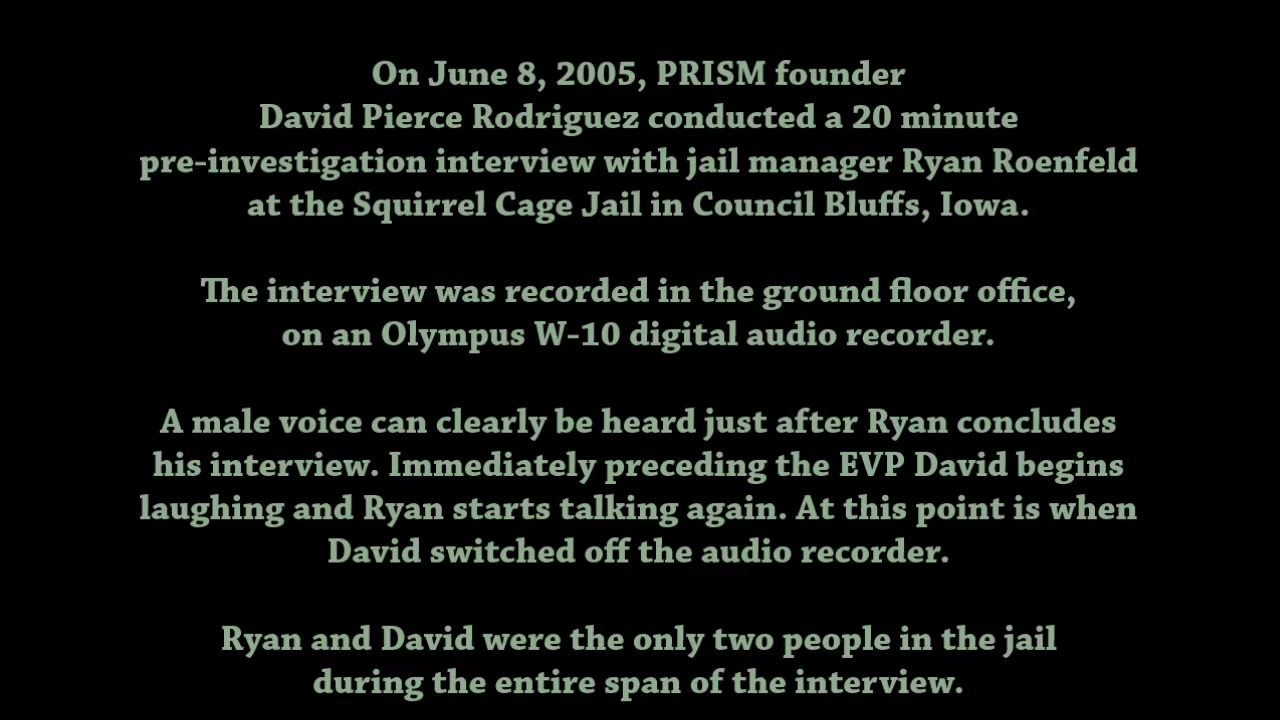 On June 8, 2005, PRISM founder
David Pierce Rodriguez conducted a 20 minute
pre-investigation interview with jail manager Ryan Roenfeld
at the Squirrel Cage Jail in Council Bluffs, Iowa.
The interview was recorded in the ground floor office,
on an Olympus W-10 digital audio recorder.
A male voice can clearly be heard just after Ryan concludes
his interview. Immediately preceding the EVP David begins
laughing and Ryan starts talking again. At this point is when
David switched off the audio recorder.
Ryan and David were the only two people in the jail
during the entire span of the interview.